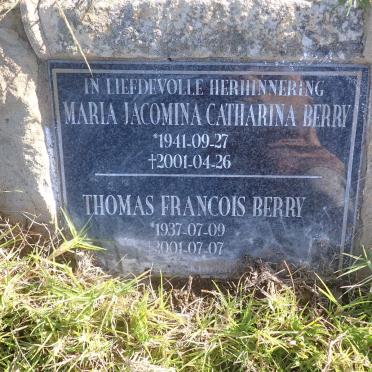 IN LIEFDEVOLLE HERHINNERING
MARIA JACOMINA CATHARINA BERRY
*1941-09-27
†2001-04-26
THOMAS FRANCOIS BERRY
*1937-07-09
†2001-07-07